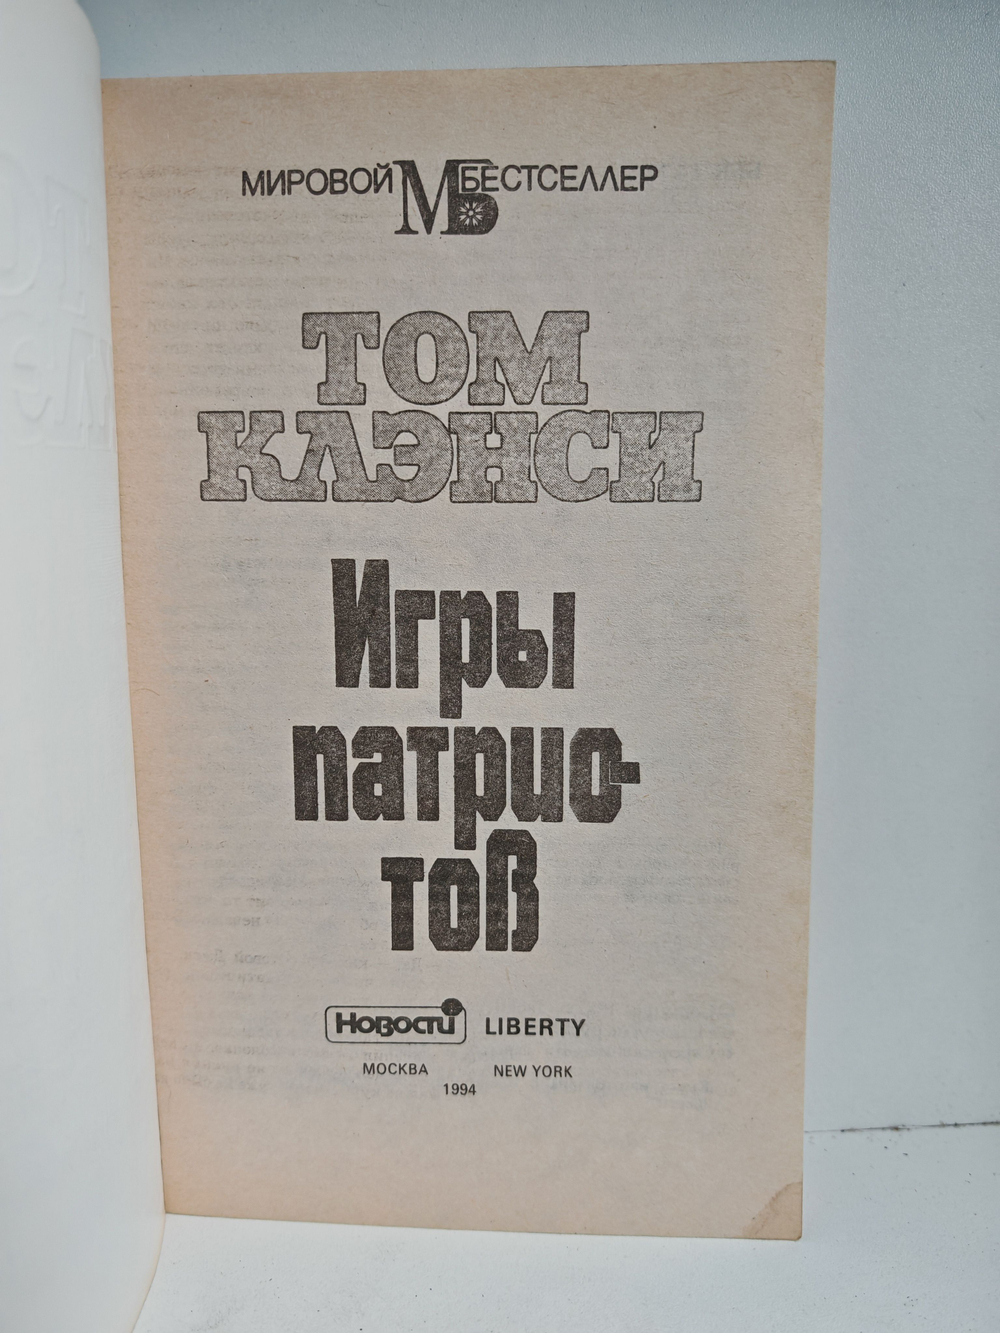 МИРОВОЙ МБ БЕСТСЕЛЛЕР
ТОМ
КЛЭНСИ
Игры
патрио-
тов
Новости LIBERTY
МОСКВА NEW YORK
1994